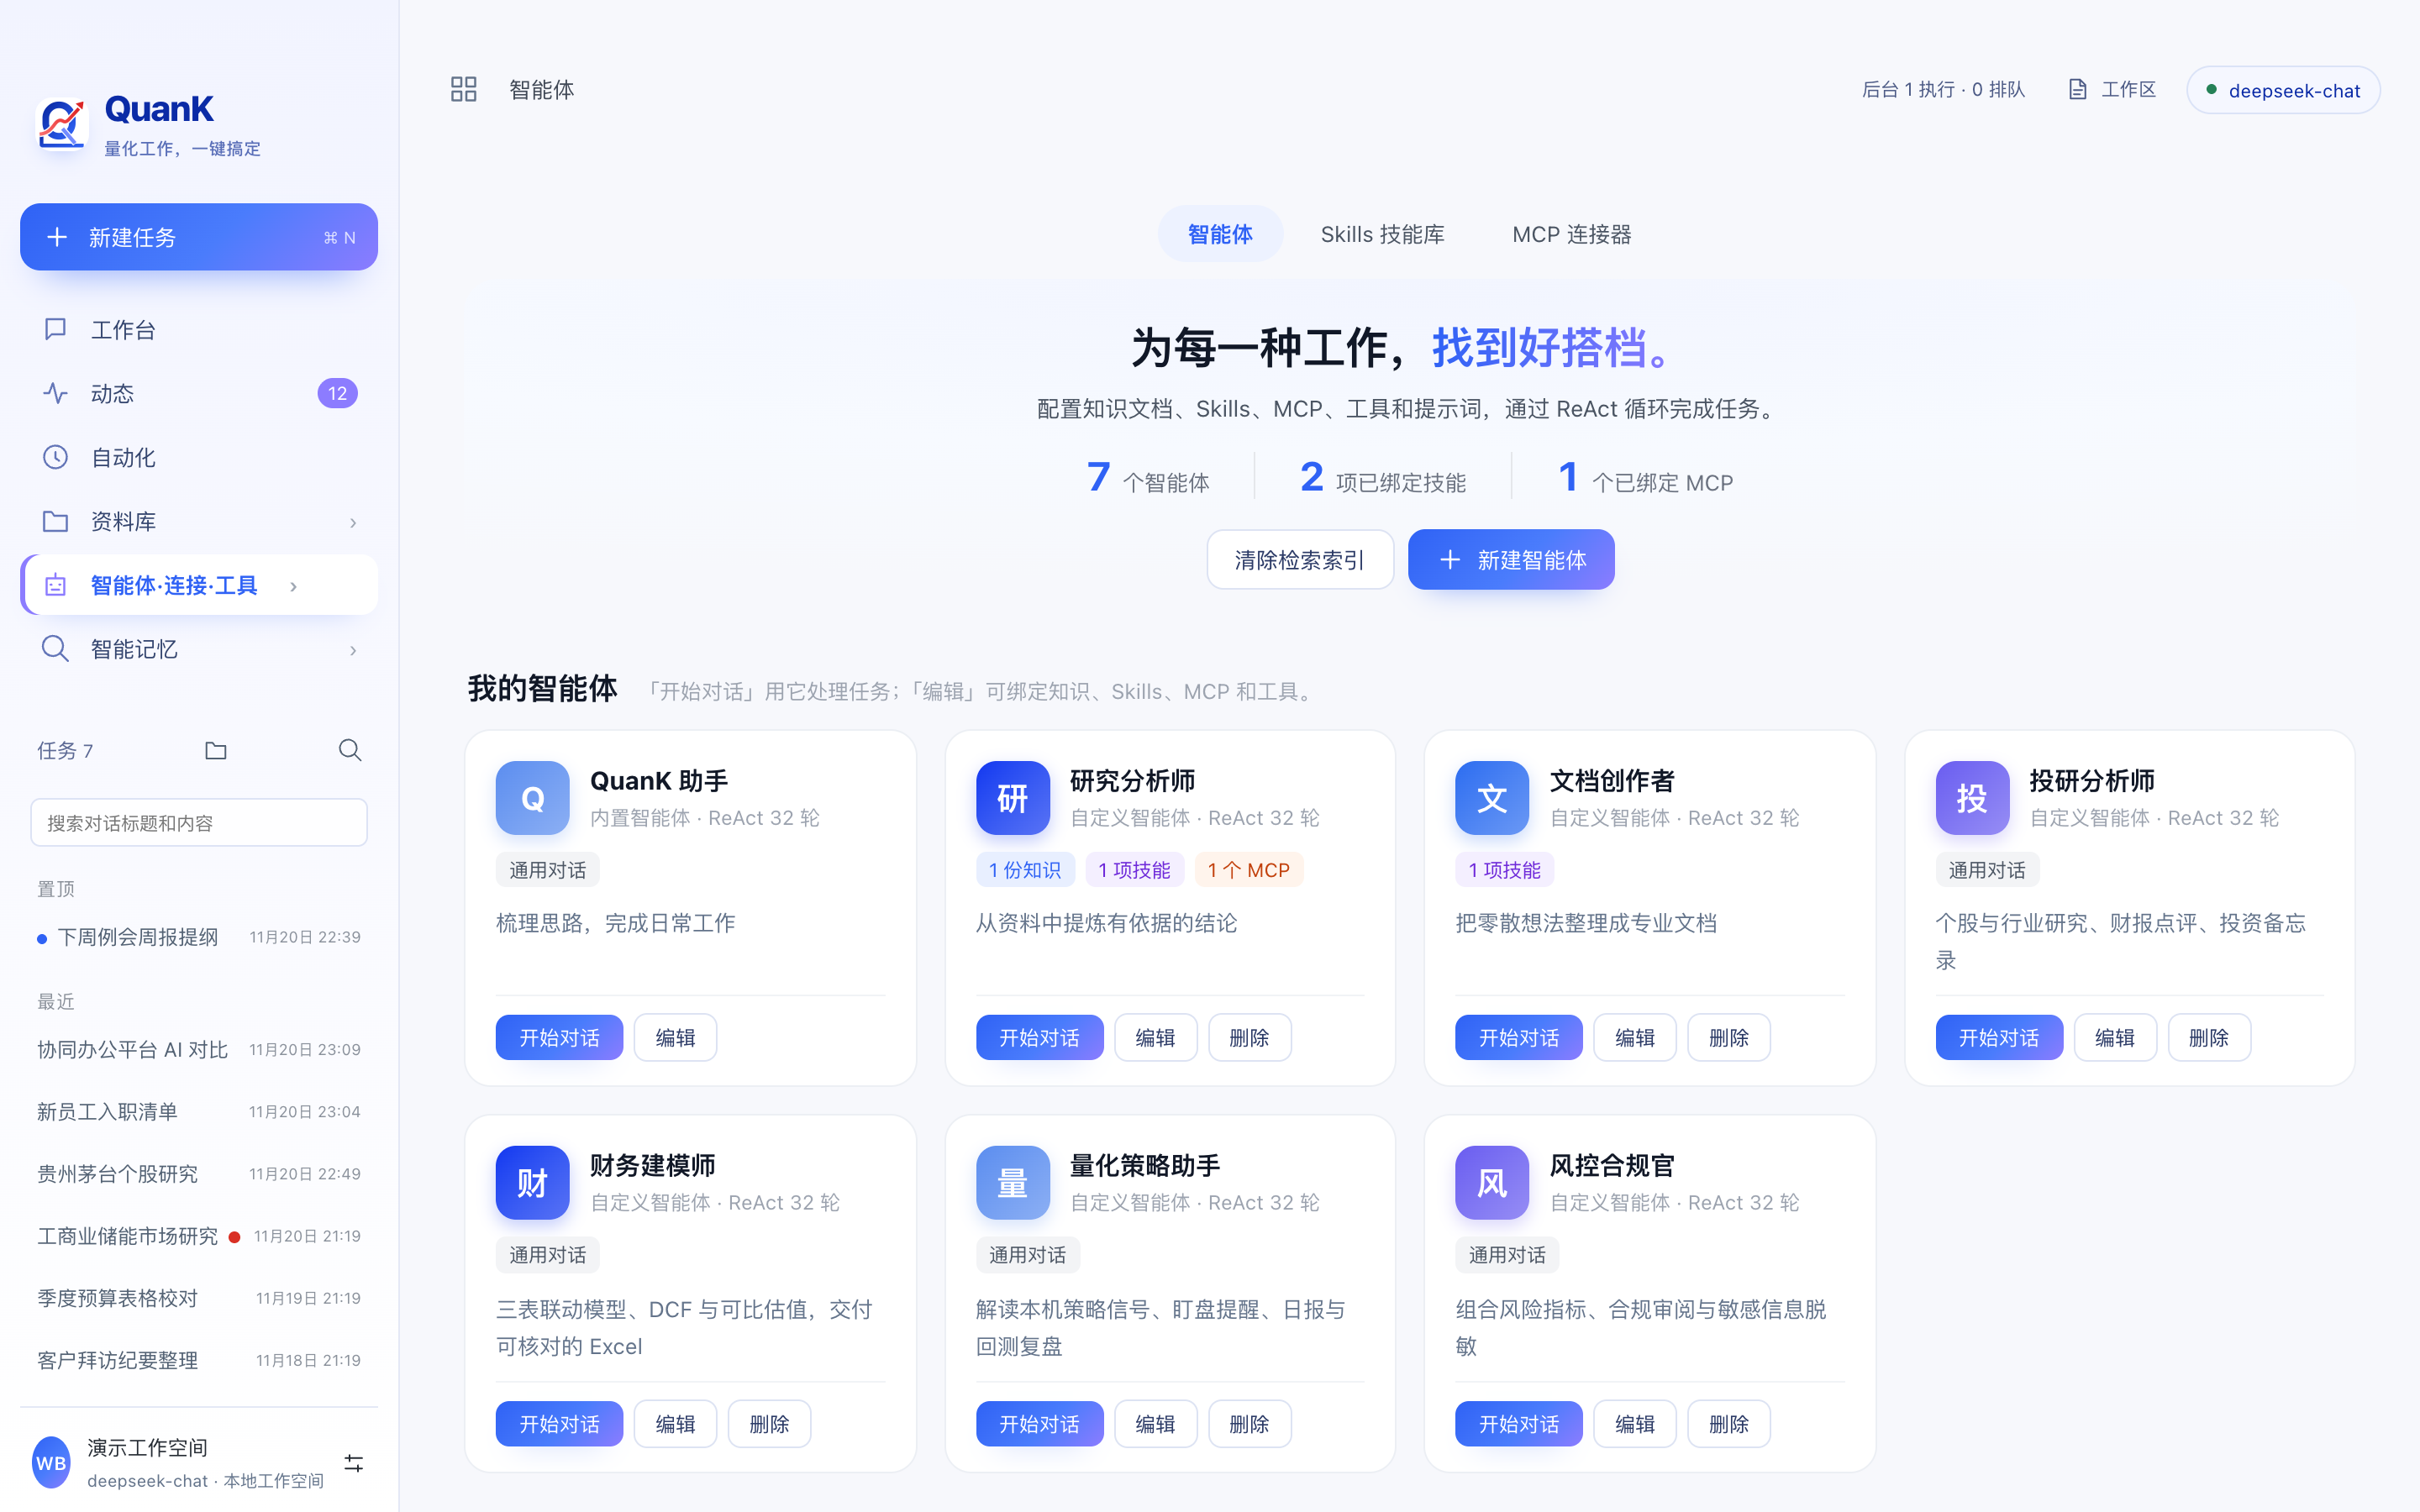 QuanK
量化工作，一键搞定
新建任务 ⌘ N
工作台
动态 12
自动化
资料库 ›
智能体·连接·工具 ›
智能记忆 ›
任务 7
搜索对话标题和内容
置顶
下周例会周报提纲 11月20日 22:39
最近
协同办公平台 AI 对比 11月20日 23:09
新员工入职清单 11月20日 23:04
贵州茅台个股研究 11月20日 22:49
工商业储能市场研究 11月20日 21:19
季度预算表格校对 11月19日 21:19
客户拜访纪要整理 11月18日 21:19
WB
演示工作空间
deepseek-chat · 本地工作空间
智能体
后台 1 执行 · 0 排队 工作区 deepseek-chat
智能体 Skills 技能库 MCP 连接器
为每一种工作，找到好搭档。
配置知识文档、Skills、MCP、工具和提示词，通过 ReAct 循环完成任务。
7 个智能体 2 项已绑定技能 1 个已绑定 MCP
清除检索索引 新建智能体
我的智能体 「开始对话」用它处理任务；「编辑」可绑定知识、Skills、MCP 和工具。
Q
QuanK 助手
内置智能体 · ReAct 32 轮
通用对话
梳理思路，完成日常工作
开始对话 编辑
研
研究分析师
自定义智能体 · ReAct 32 轮
1 份知识 1 项技能 1 个 MCP
从资料中提炼有依据的结论
开始对话 编辑 删除
文
文档创作者
自定义智能体 · ReAct 32 轮
1 项技能
把零散想法整理成专业文档
开始对话 编辑 删除
投
投研分析师
自定义智能体 · ReAct 32 轮
通用对话
个股与行业研究、财报点评、投资备忘
录
开始对话 编辑 删除
财
财务建模师
自定义智能体 · ReAct 32 轮
通用对话
三表联动模型、DCF 与可比估值，交付
可核对的 Excel
开始对话 编辑 删除
量
量化策略助手
自定义智能体 · ReAct 32 轮
通用对话
解读本机策略信号、盯盘提醒、日报与
回测复盘
开始对话 编辑 删除
风
风控合规官
自定义智能体 · ReAct 32 轮
通用对话
组合风险指标、合规审阅与敏感信息脱
敏
开始对话 编辑 删除